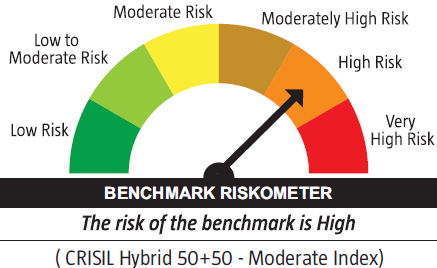 Moderate Risk
Moderately High Risk
Low to
Moderate Risk
High Risk
Low Risk
Very
High Risk
BENCHMARK RISKOMETER
The risk of the benchmark is High
( CRISIL Hybrid 50+50 - Moderate Index)